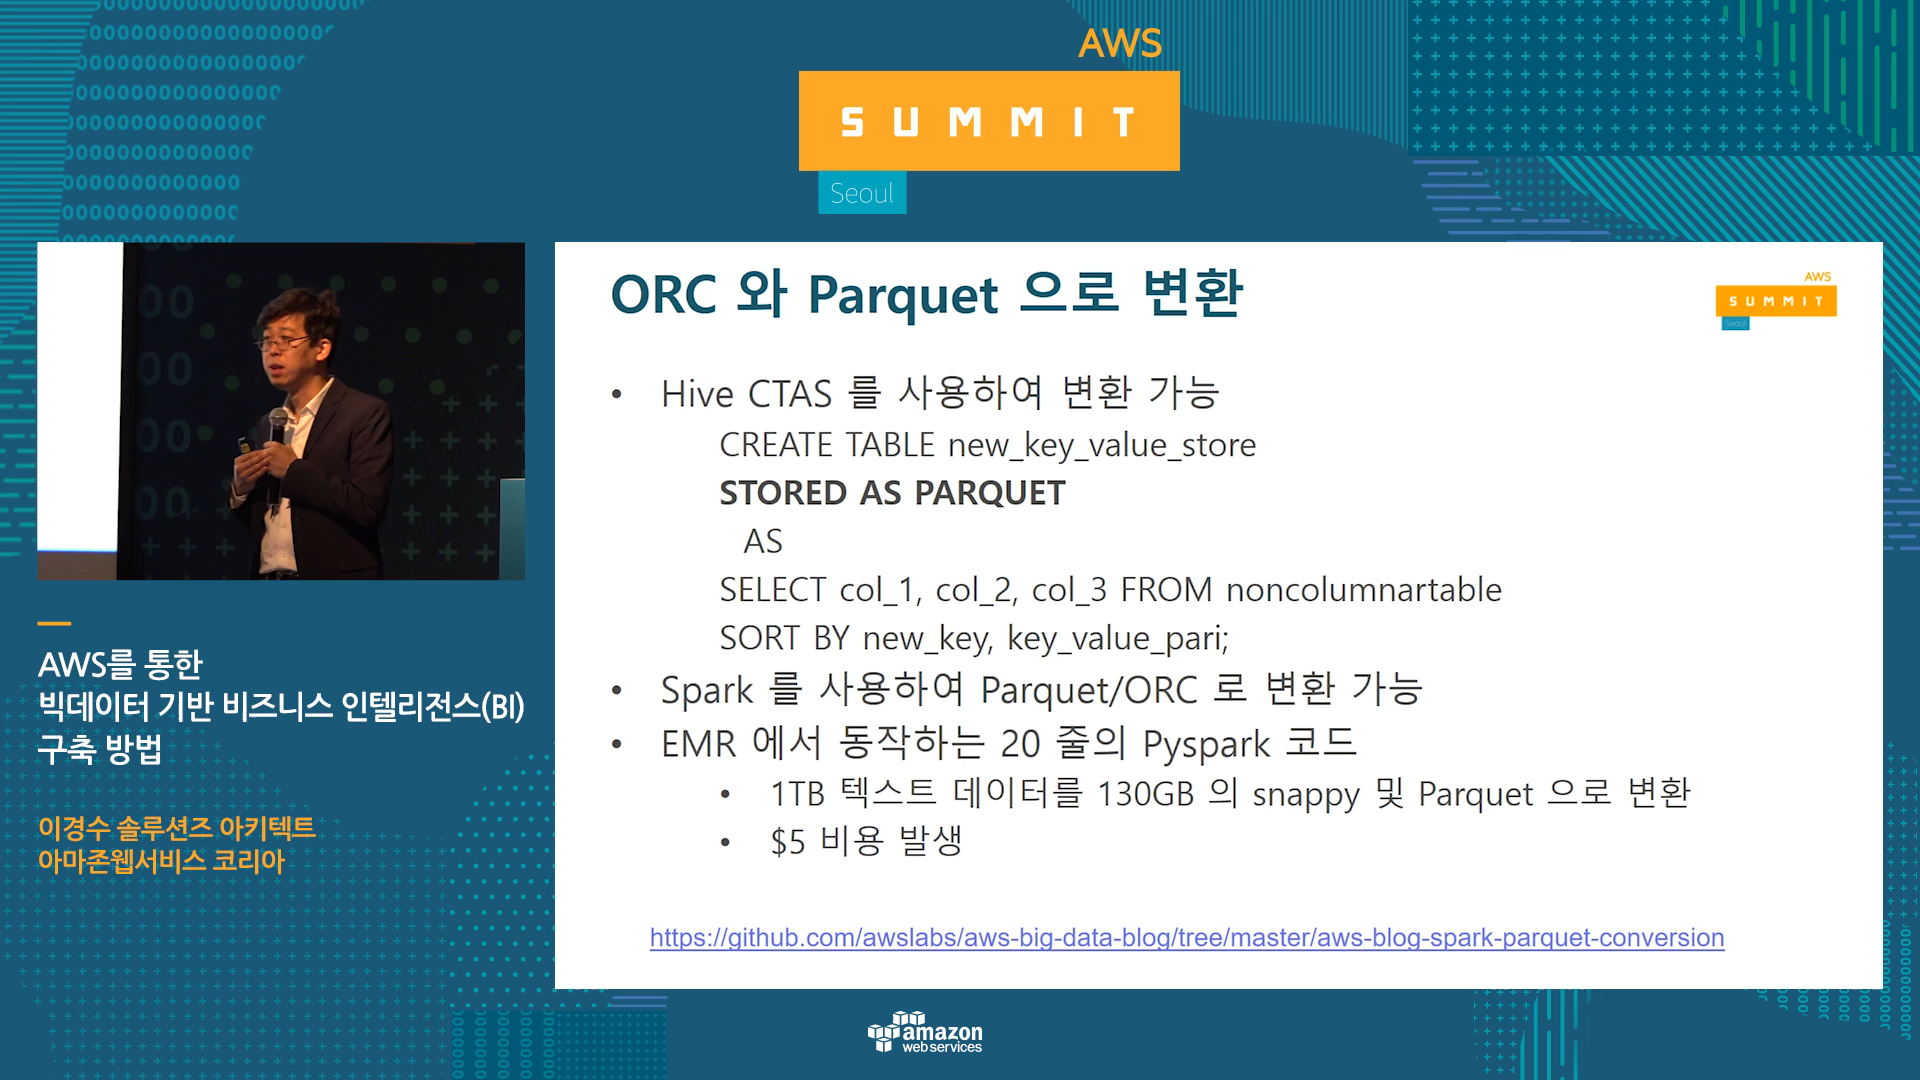 AWS
SUMMIT
Seoul
ORC 와 Parquet 으로 변환
AWS
SUMMIT
Seoul
• Hive CTAS 를 사용하여 변환 가능
CREATE TABLE new_key_value_store
STORED AS PARQUET
AS
SELECT col_1, col_2, col_3 FROM noncolumnartable
SORT BY new_key, key_value_pari;
• Spark 를 사용하여 Parquet/ORC 로 변환 가능
• EMR 에서 동작하는 20 줄의 Pyspark 코드
• 1TB 텍스트 데이터를 130GB 의 snappy 및 Parquet 으로 변환
• $5 비용 발생
https://github.com/awslabs/aws-big-data-blog/tree/master/aws-blog-spark-parquet-conversion
AWS를 통한
빅데이터 기반 비즈니스 인텔리전스(BI)
구축 방법
이경수 솔루션즈 아키텍트
아마존웹서비스 코리아
amazon
web services